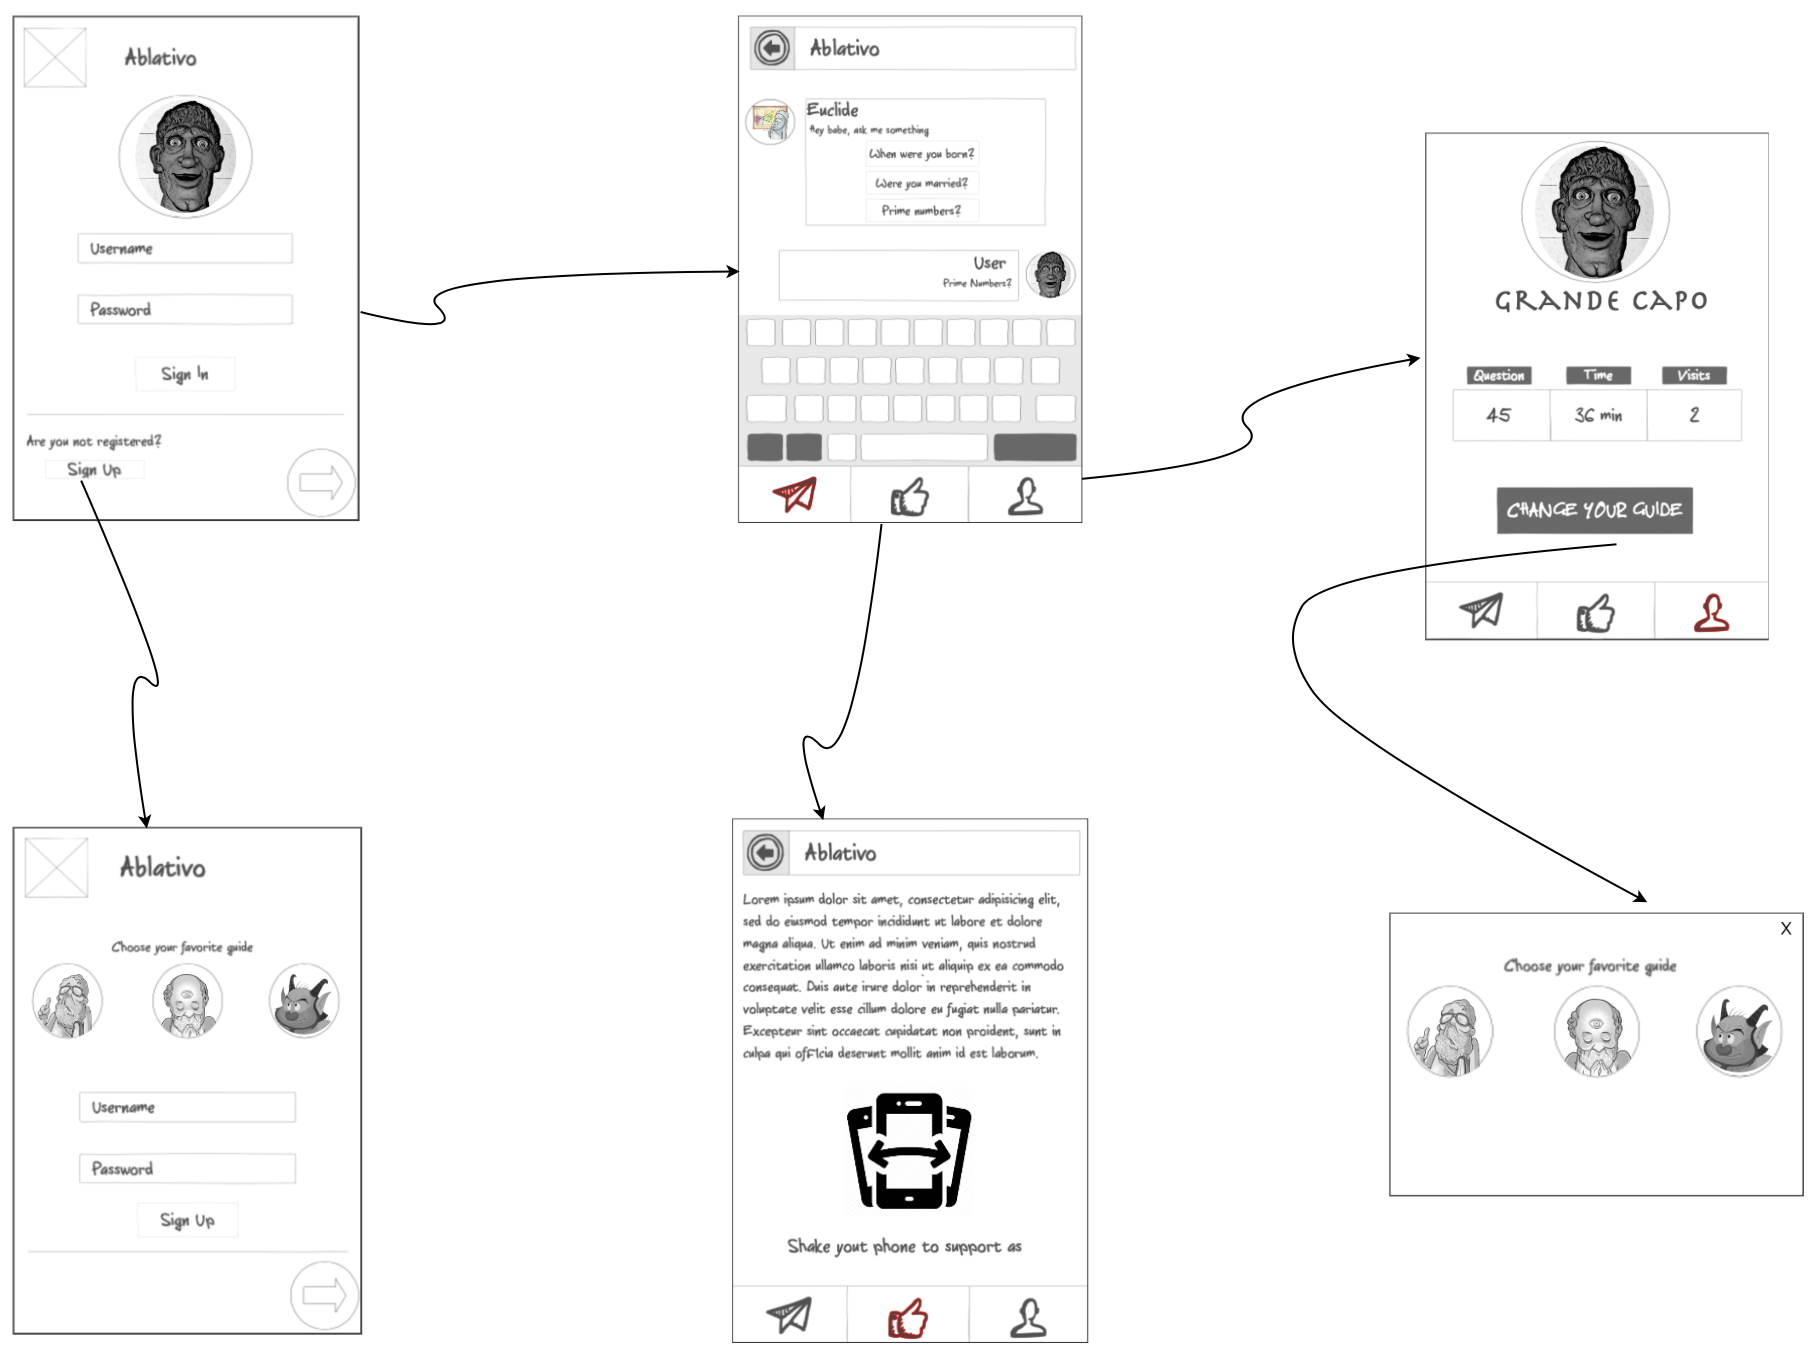 Ablativo
Username
Password
Sign In
Are you not registered?
Sign Up
Ablativo
Euclide
Hey babe, ask me something
When were you born?
Were you married?
Prime numbers?
User
Prime Numbers?
GRANDE CAPO
Question Time Visits
45 36 min 2
CHANGE YOUR GUIDE
Ablativo
Choose your favorite guide
Username
Password
Sign Up
Ablativo
Lorem ipsum dolor sit amet, consectetur adipisicing elit,
sed do eiusmod tempor incididunt ut labore et dolore
magna aliqua. Ut enim ad minim veniam, quis nostrud
exercitation ullamco laboris nisi ut aliquip ex ea commodo
consequat. Duis aute irure dolor in reprehenderit in
voluptate velit esse cillum dolore eu fugiat nulla pariatur.
Excepteur sint occaecat cupidatat non proident, sunt in
culpa qui officia deserunt mollit anim id est laborum.
Shake yout phone to support as
X
Choose your favorite guide